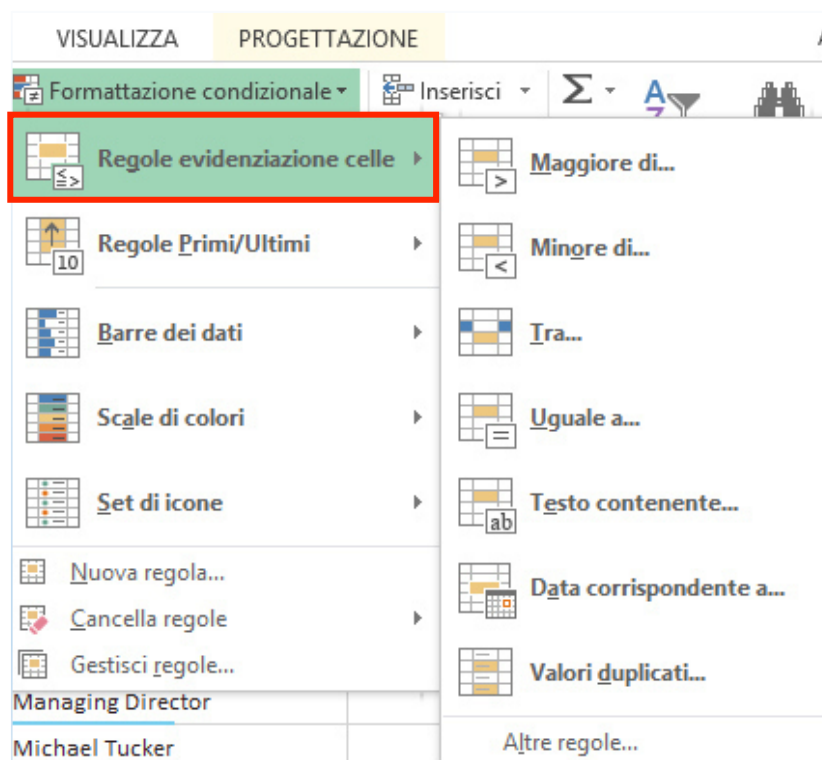 VISUALIZZA PROGETTAZIONE
Formattazione condizionale Inserisci Σ A
Z
Regole evidenziazione celle
Regole Primi/Ultimi
10
Barre dei dati
Scale di colori
Set di icone
Nuova regola...
Cancella regole
Gestisci regole...
Maggiore di...
>
Minore di...
<
Tra...
Uguale a...
=
Testo contenente...
ab
Data corrispondente a...
Valori duplicati...
Altre regole...
Managing Director
Michael Tucker